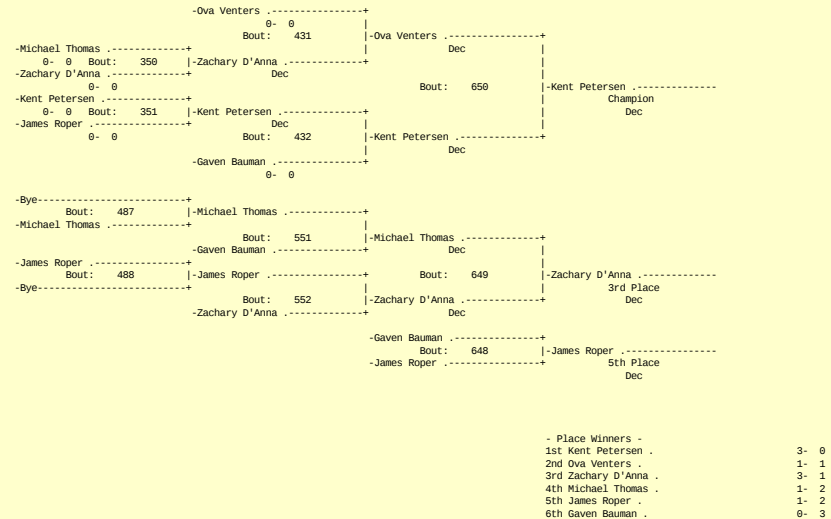 -Ova Venters .---------------+
0- 0 |
Bout: 431 |-Ova Venters .---------------+
-Michael Thomas .------------+ | Dec |
0- 0 Bout: 350 |-Zachary D'Anna .------------+ |
-Zachary D'Anna .------------+ Dec |
0- 0 Bout: 650 |-Kent Petersen .-------------
-Kent Petersen .-------------+ | Champion
0- 0 Bout: 351 |-Kent Petersen .-------------+ | Dec
-James Roper .---------------+ Dec | |
0- 0 Bout: 432 |-Kent Petersen .-------------+
| Dec
-Gaven Bauman .--------------+
0- 0
-Bye-------------------------+
Bout: 487 |-Michael Thomas .------------+
-Michael Thomas .------------+ |
Bout: 551 |-Michael Thomas .------------+
-Gaven Bauman .--------------+ Dec |
-James Roper .---------------+ |
Bout: 488 |-James Roper .---------------+ Bout: 649 |-Zachary D'Anna .------------
-Bye-------------------------+ | | 3rd Place
Bout: 552 |-Zachary D'Anna .------------+ Dec
-Zachary D'Anna .------------+ Dec
-Gaven Bauman .--------------+
Bout: 648 |-James Roper .---------------
-James Roper .---------------+ 5th Place
Dec
- Place Winners -
1st Kent Petersen . 3- 0
2nd Ova Venters . 1- 1
3rd Zachary D'Anna . 3- 1
4th Michael Thomas . 1- 2
5th James Roper . 1- 2
6th Gaven Bauman . 0- 3